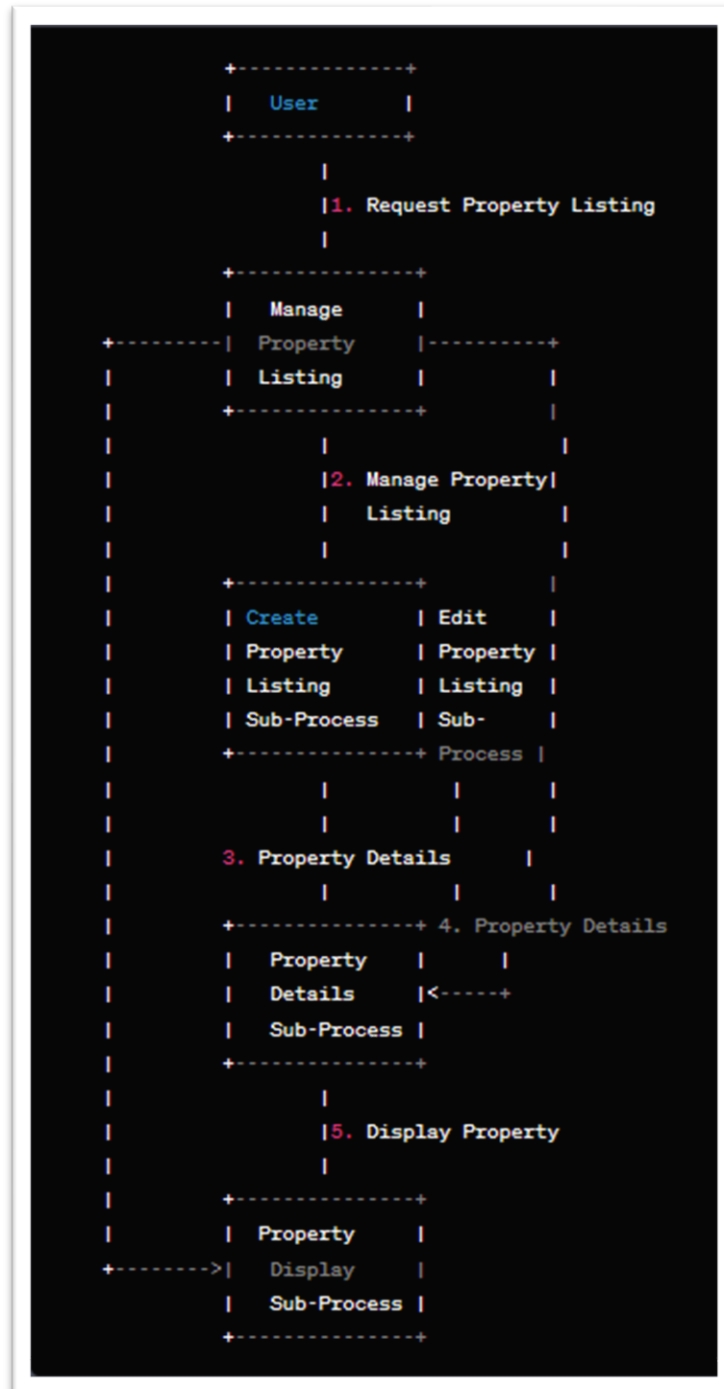 User
1. Request Property Listing
Manage
Property
Listing
2. Manage Property
Listing
Create Edit
Property Property
Listing Listing
Sub-Process Sub-
Process
3. Property Details
4. Property Details
Property
Details
Sub-Process
5. Display Property
Property
Display
Sub-Process